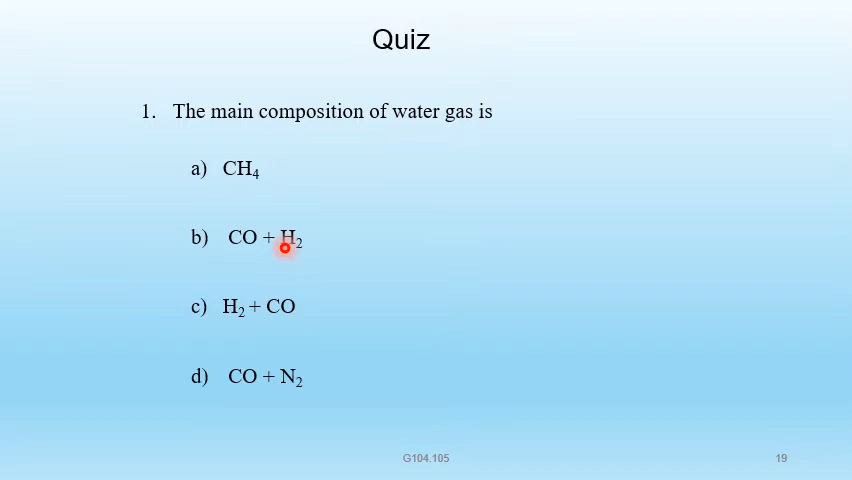 Quiz
1. The main composition of water gas is
a) CH₄
b) CO + H₂
c) H₂ + CO
d) CO + N₂
G104.105
19